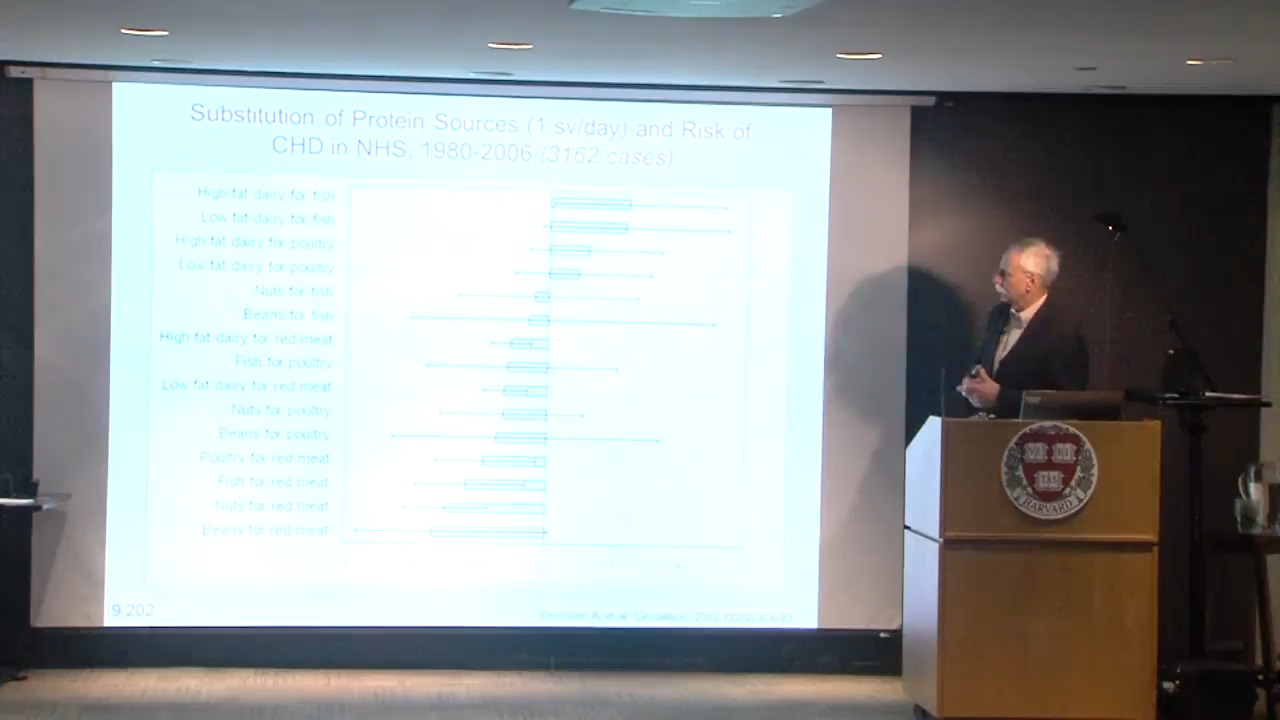 Substitution of Protein Sources (1 sv/day) and Risk of
CHD in NHS, 1980-2006 (3162 cases)
High fat dairy for fish
Low fat dairy for fish
High fat dairy for poultry
Low fat dairy for poultry
Nuts for fish
Beans for fish
High fat dairy for red meat
Fish for poultry
Low fat dairy for red meat
Nuts for poultry
Beans for poultry
Poultry for red meat
Fish for red meat
Nuts for red meat
Beans for red meat
9.202
A, et al. Circulation. 2010
HARVARD